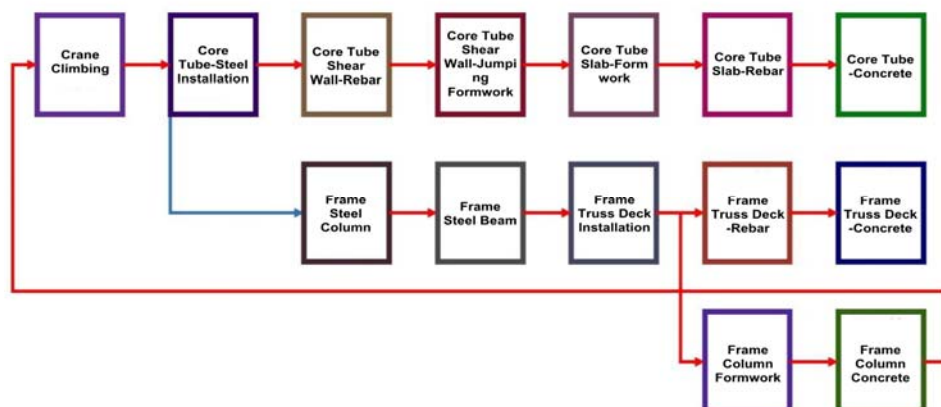 Crane
Climbing
Core
Tube-Steel
Installation
Core Tube
Shear
Wall-Rebar
Core Tube
Shear
Wall-Jumpi
ng
Formwork
Core Tube
Slab-Form
work
Core Tube
Slab-Rebar
Core Tube
-Concrete
Frame
Steel
Column
Frame
Steel Beam
Frame
Truss Deck
Installation
Frame
Truss Deck
-Rebar
Frame
Truss Deck
-Concrete
Frame
Column
Formwork
Frame
Column
Concrete